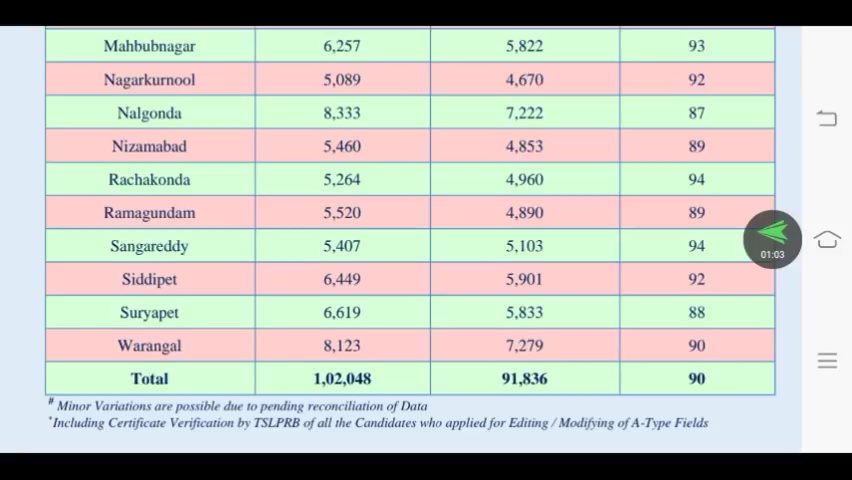 Mahbubnagar 6,257 5,822 93
Nagarkurnool 5,089 4,670 92
Nalgonda 8,333 7,222 87
Nizamabad 5,460 4,853 89
Rachakonda 5,264 4,960 94
Ramagundam 5,520 4,890 89
Sangareddy 5,407 5,103 94
01:03
Siddipet 6,449 5,901 92
Suryapet 6,619 5,833 88
Warangal 8,123 7,279 90
Total 1,02,048 91,836 90
# Minor Variations are possible due to pending reconciliation of Data
*Including Certificate Verification by TSLPRB of all the Candidates who applied for Editing / Modifying of A-Type Fields